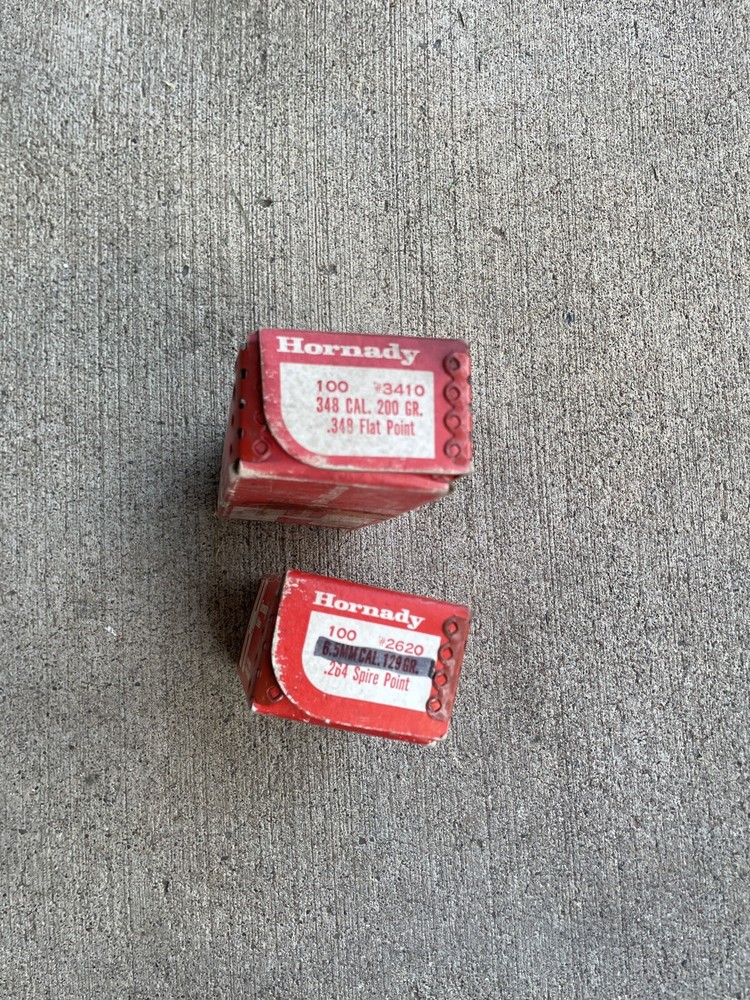 Hornady
100 #3410
348 CAL. 200 GR.
.348 Flat Point
Hornady
100 #2620
6.5MM CAL. 129 GR.
.264 Spire Point